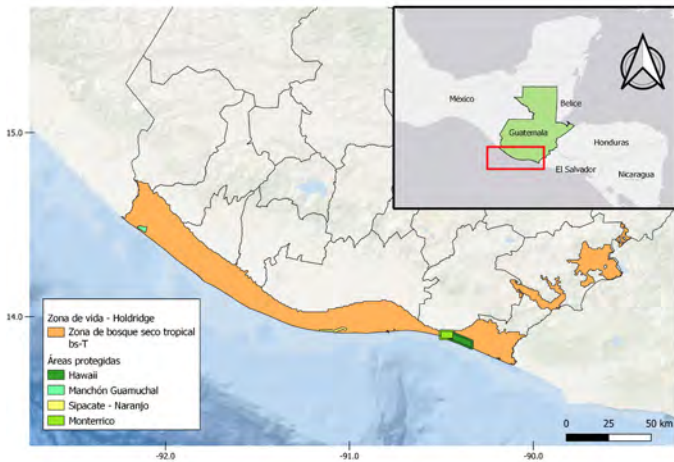 México
Belice
Guatemala
Honduras
El Salvador
Nicaragua
15.0
14.0
Zona de vida - Holdridge
Zona de bosque seco tropical
bs-T
Áreas protegidas
Hawaii
Manchón Guamuchal
Sipacate - Naranjo
Monterrico
0 25 50 km
-92.0 -91.0 -90.0